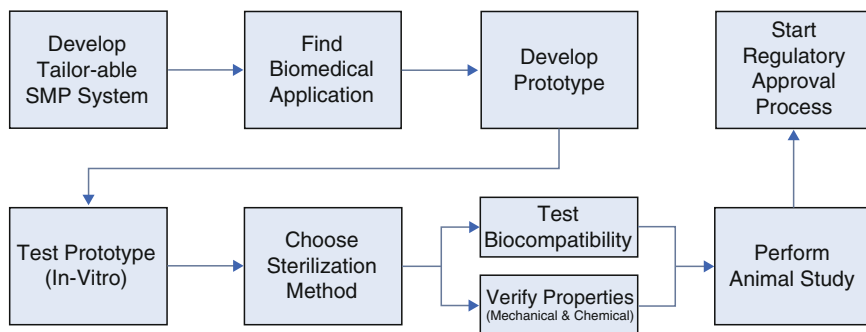 Develop
Tailor-able
SMP System
Find
Biomedical
Application
Develop
Prototype
Start
Regulatory
Approval
Process
Test Prototype
(In-Vitro)
Choose
Sterilization
Method
Test
Biocompatibility
Verify Properties
(Mechanical & Chemical)
Perform
Animal Study